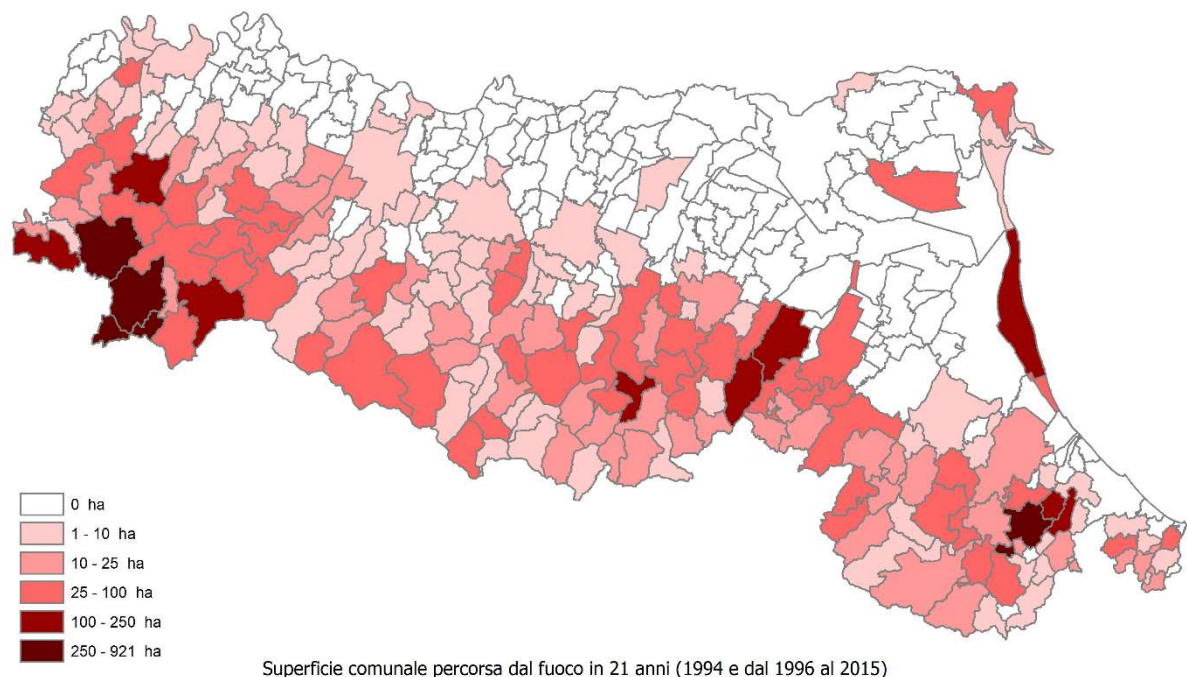 0 ha
1 - 10 ha
10 - 25 ha
25 - 100 ha
100 - 250 ha
250 - 921 ha
Superficie comunale percorsa dal fuoco in 21 anni (1994 e dal 1996 al 2015)